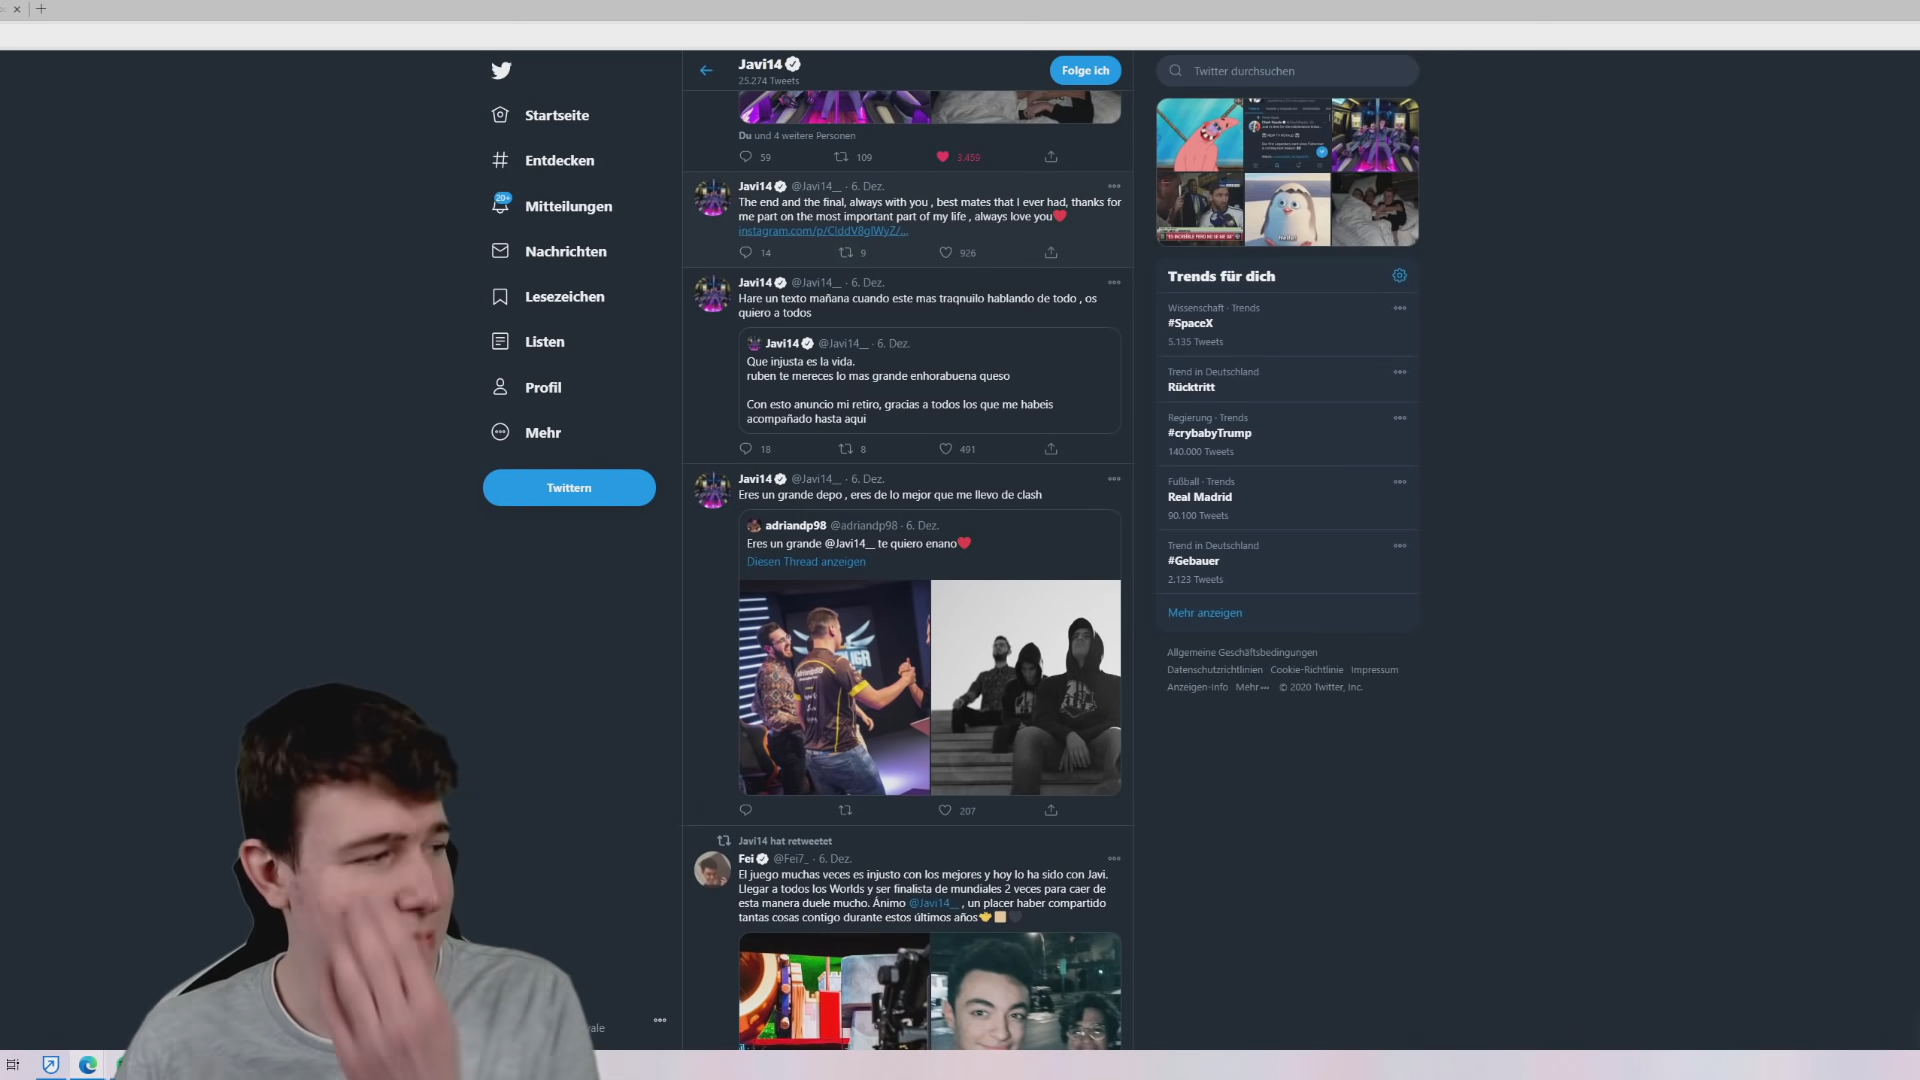 Startseite
Entdecken
20+
Mitteilungen
Nachrichten
Lesezeichen
Listen
Profil
Mehr
Twittern
Javi14
25.274 Tweets
Folge ich
Du und 4 weitere Personen
59 109 3.459
Javi14 @Javi14__ · 6. Dez.
The end and the final, always with you , best mates that I ever had, thanks for
me part on the most important part of my life , always love you❤️
instagram.com/p/CIddV8glWyZ/...
14 9 926
Javi14 @Javi14__ · 6. Dez.
Hare un texto mañana cuando este mas traqnuilo hablando de todo , os
quiero a todos
Javi14 @Javi14__ · 6. Dez.
Que injusta es la vida.
ruben te mereces lo mas grande enhorabuena queso
Con esto anuncio mi retiro, gracias a todos los que me habeis
acompañado hasta aqui
18 8 491
Javi14 @Javi14__ · 6. Dez.
Eres un grande depo , eres de lo mejor que me llevo de clash
adriandp98 @adriandp98 · 6. Dez.
Eres un grande @Javi14__ te quiero enano❤️
Diesen Thread anzeigen
207
Javi14 hat retweetet
Fei @Fei7_ · 6. Dez.
El juego muchas veces es injusto con los mejores y hoy lo ha sido con Javi.
Llegar a todos los Worlds y ser finalista de mundiales 2 veces para caer de
esta manera duele mucho. Ánimo @Javi14__ , un placer haber compartido
tantas cosas contigo durante estos últimos años
Twitter durchsuchen
Hello!
Trends für dich
Wissenschaft · Trends
#SpaceX
5.135 Tweets
Trend in Deutschland
Rücktritt
Regierung · Trends
#crybabyTrump
140.000 Tweets
Fußball · Trends
Real Madrid
90.100 Tweets
Trend in Deutschland
#Gebauer
2.123 Tweets
Mehr anzeigen
Allgemeine Geschäftsbedingungen
Datenschutzrichtlinien Cookie-Richtlinie Impressum
Anzeigen-Info Mehr··· © 2020 Twitter, Inc.